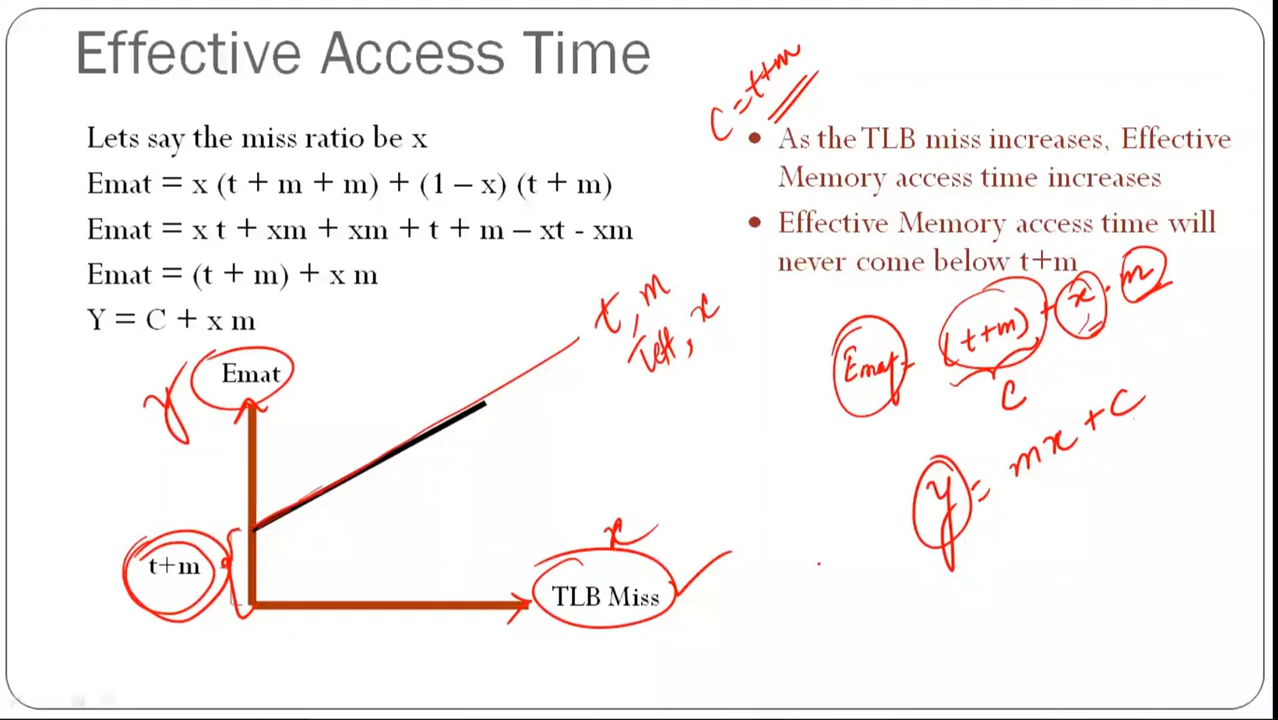 Effective Access Time
C = t+m
Lets say the miss ratio be x
Emat = x (t + m + m) + (1 – x) (t + m)
Emat = x t + xm + xm + t + m – xt - xm
Emat = (t + m) + x m
Y = C + x m
• As the TLB miss increases, Effective
Memory access time increases
• Effective Memory access time will
never come below t+m
Emat = (t+m) + x . m
C
y = mx + C
t, m
x
Y
Emat
t+m
x
TLB Miss